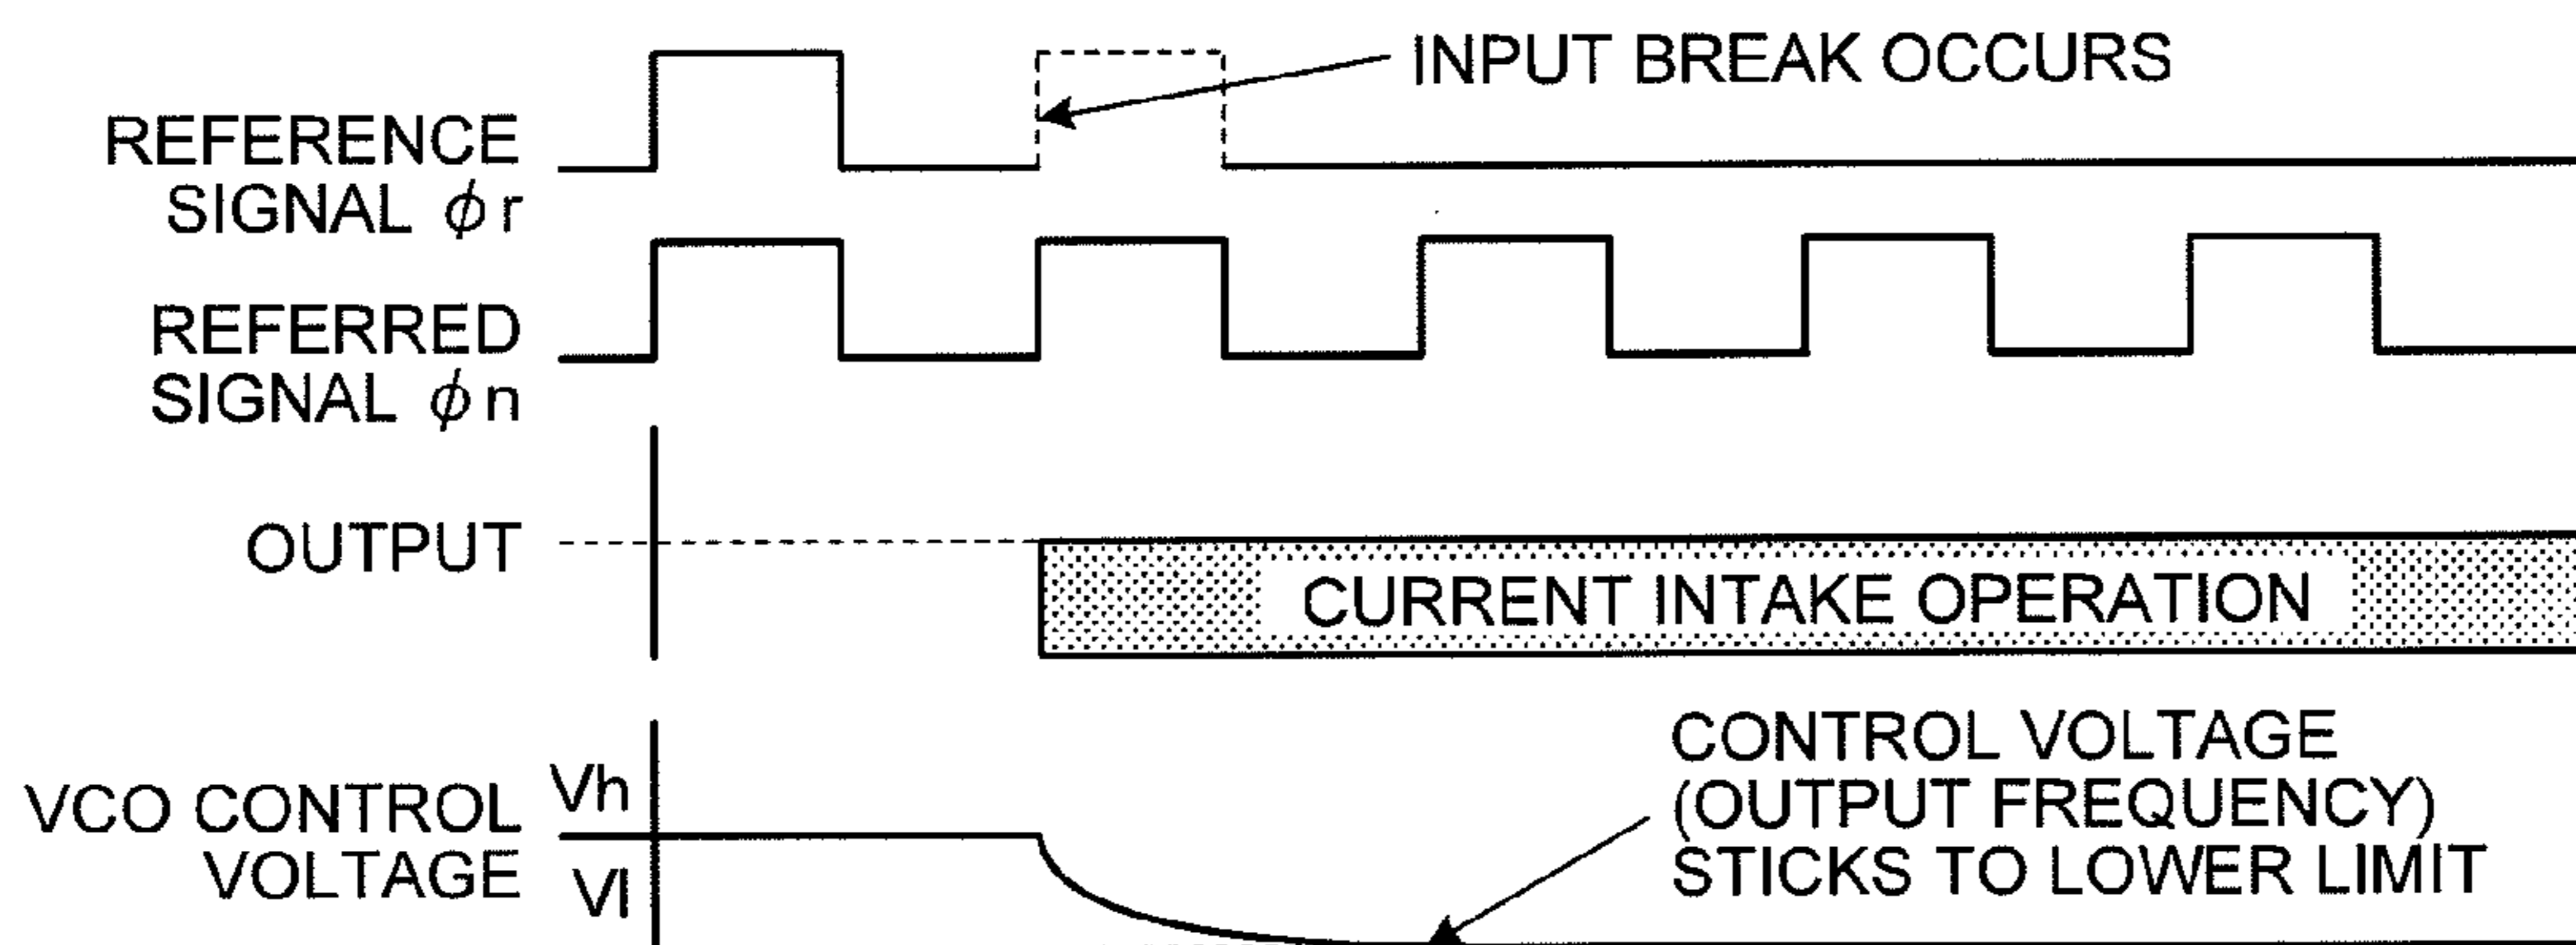 INPUT BREAK OCCURS
REFERENCE
SIGNAL ϕr
REFERRED
SIGNAL ϕn
OUTPUT
CURRENT INTAKE OPERATION
CONTROL VOLTAGE
(OUTPUT FREQUENCY)
STICKS TO LOWER LIMIT
VCO CONTROL
VOLTAGE
Vh
Vl